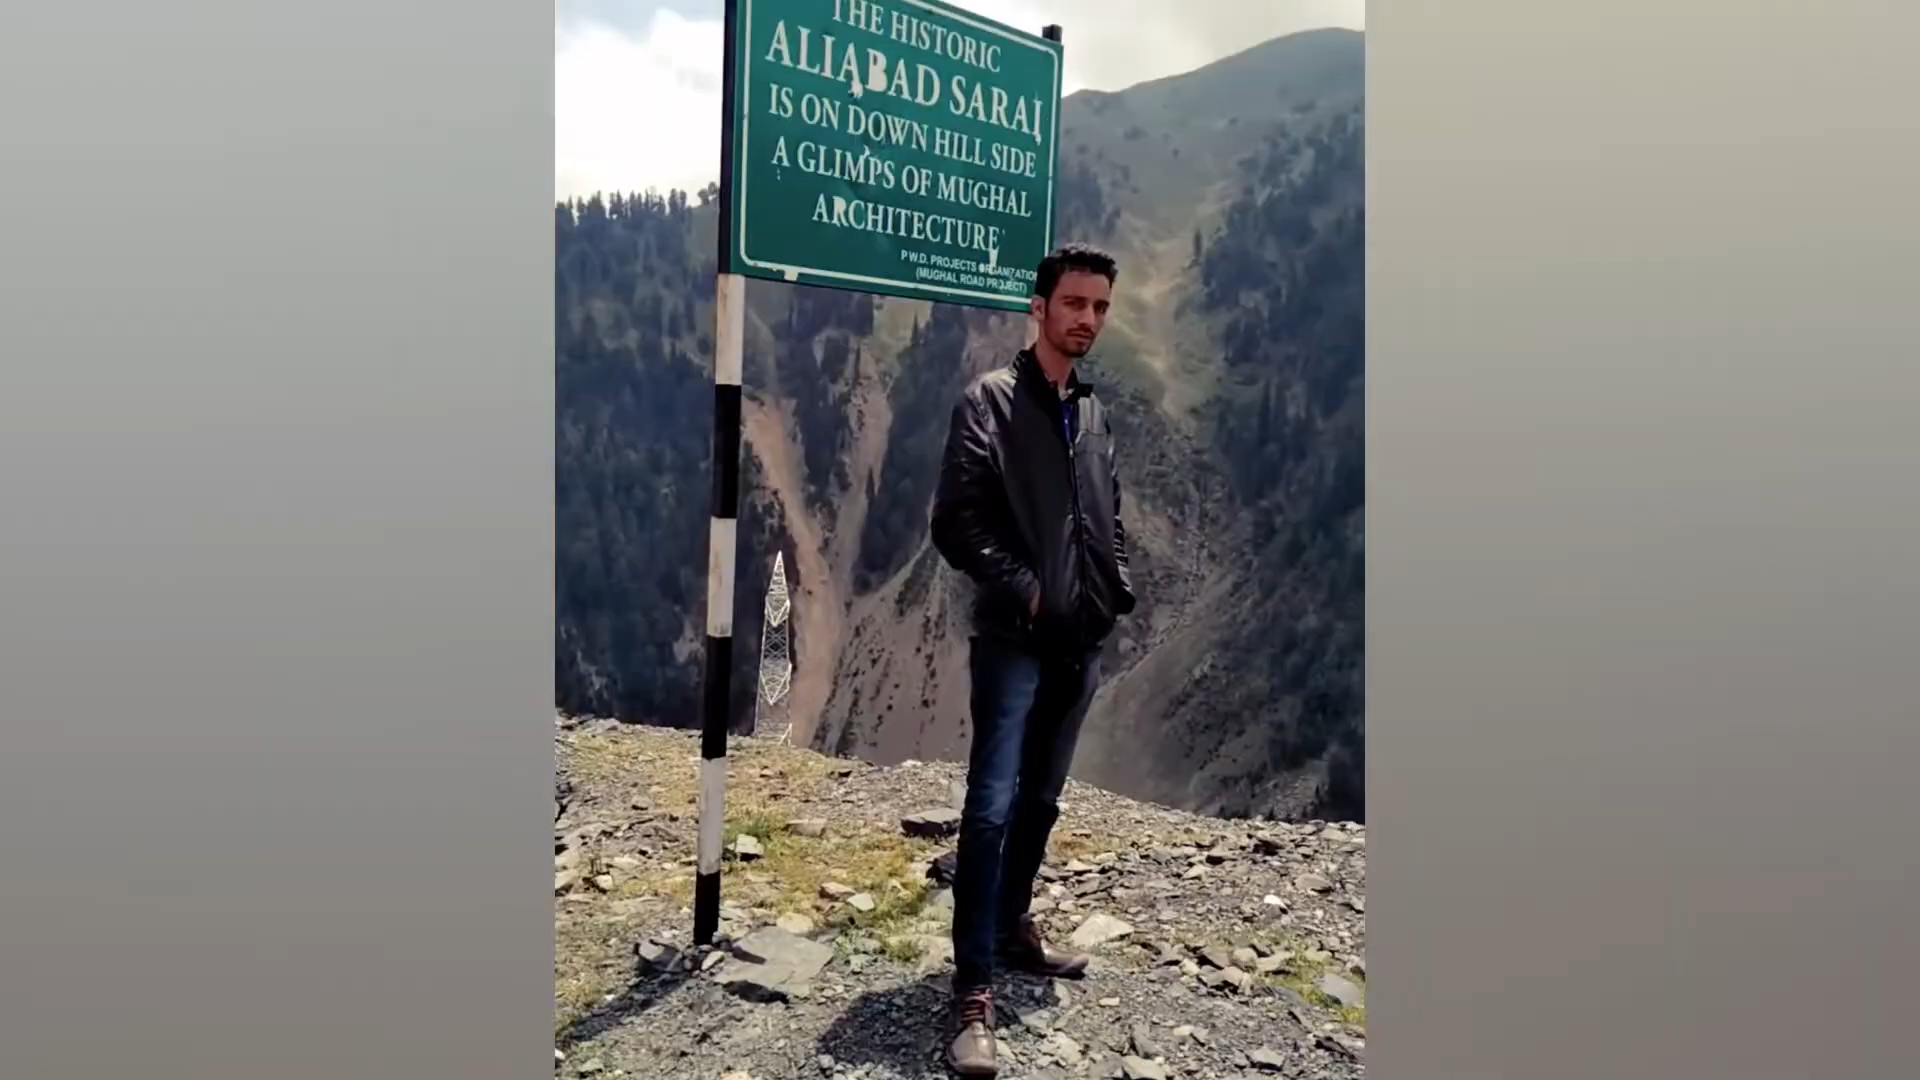 THE HISTORIC
ALIABAD SARAI
IS ON DOWN HILL SIDE
A GLIMPS OF MUGHAL
ARCHITECTURE
P.W.D. PROJECTS ORGANIZATION
(MUGHAL ROAD PROJECT)